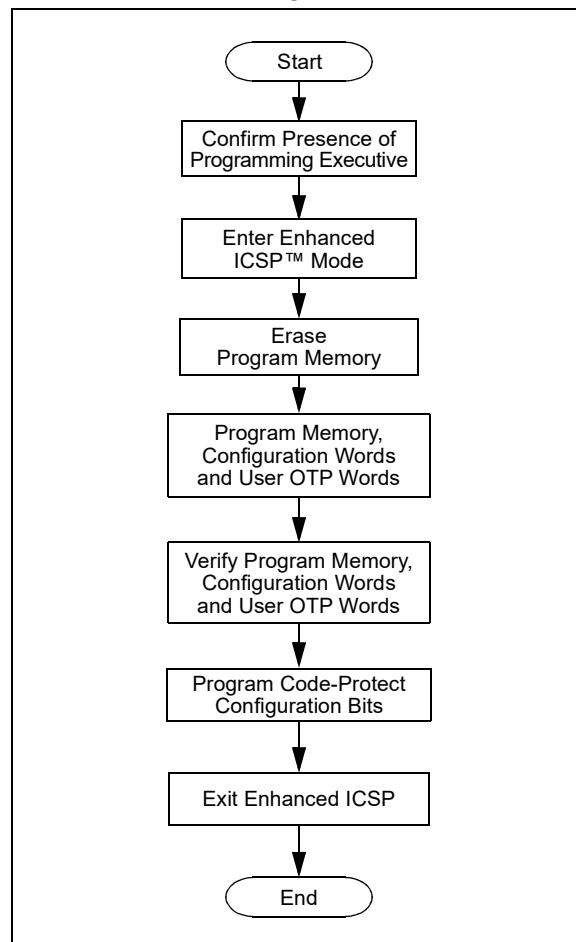 Start
Confirm Presence of
Programming Executive
Enter Enhanced
ICSP™ Mode
Erase
Program Memory
Program Memory,
Configuration Words
and User OTP Words
Verify Program Memory,
Configuration Words
and User OTP Words
Program Code-Protect
Configuration Bits
Exit Enhanced ICSP
End